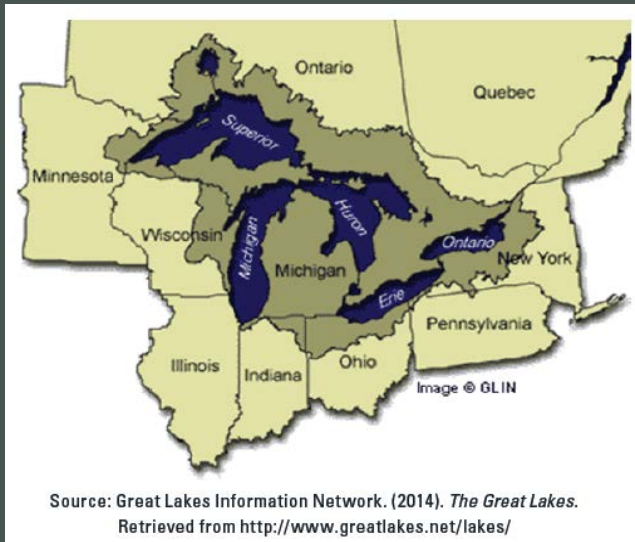 Ontario
Quebec
Superior
Minnesota
Huron
Ontario
Wisconsin
Michigan
Michigan
New York
Erie
Pennsylvania
Illinois
Indiana
Ohio
Image © GLIN
Source: Great Lakes Information Network. (2014). The Great Lakes.
Retrieved from http://www.greatlakes.net/lakes/